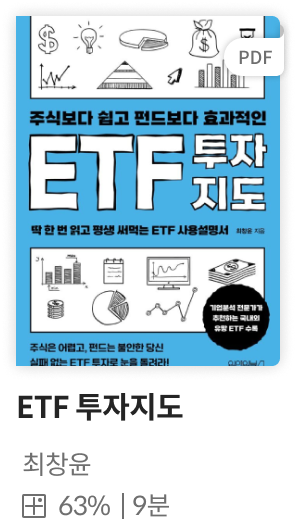 PDF
주식보다 쉽고 펀드보다 효과적인
ETF 투자
지도
딱 한 번 읽고 평생 써먹는 ETF 사용설명서 최창윤 지음
기업분석 전문가가
추천하는 국내외
유망 ETF 수록
주식은 어렵고, 펀드는 불안한 당신
실패 없는 ETF 투자로 눈을 돌려라!
ETF 투자지도
최창윤
63% | 9분